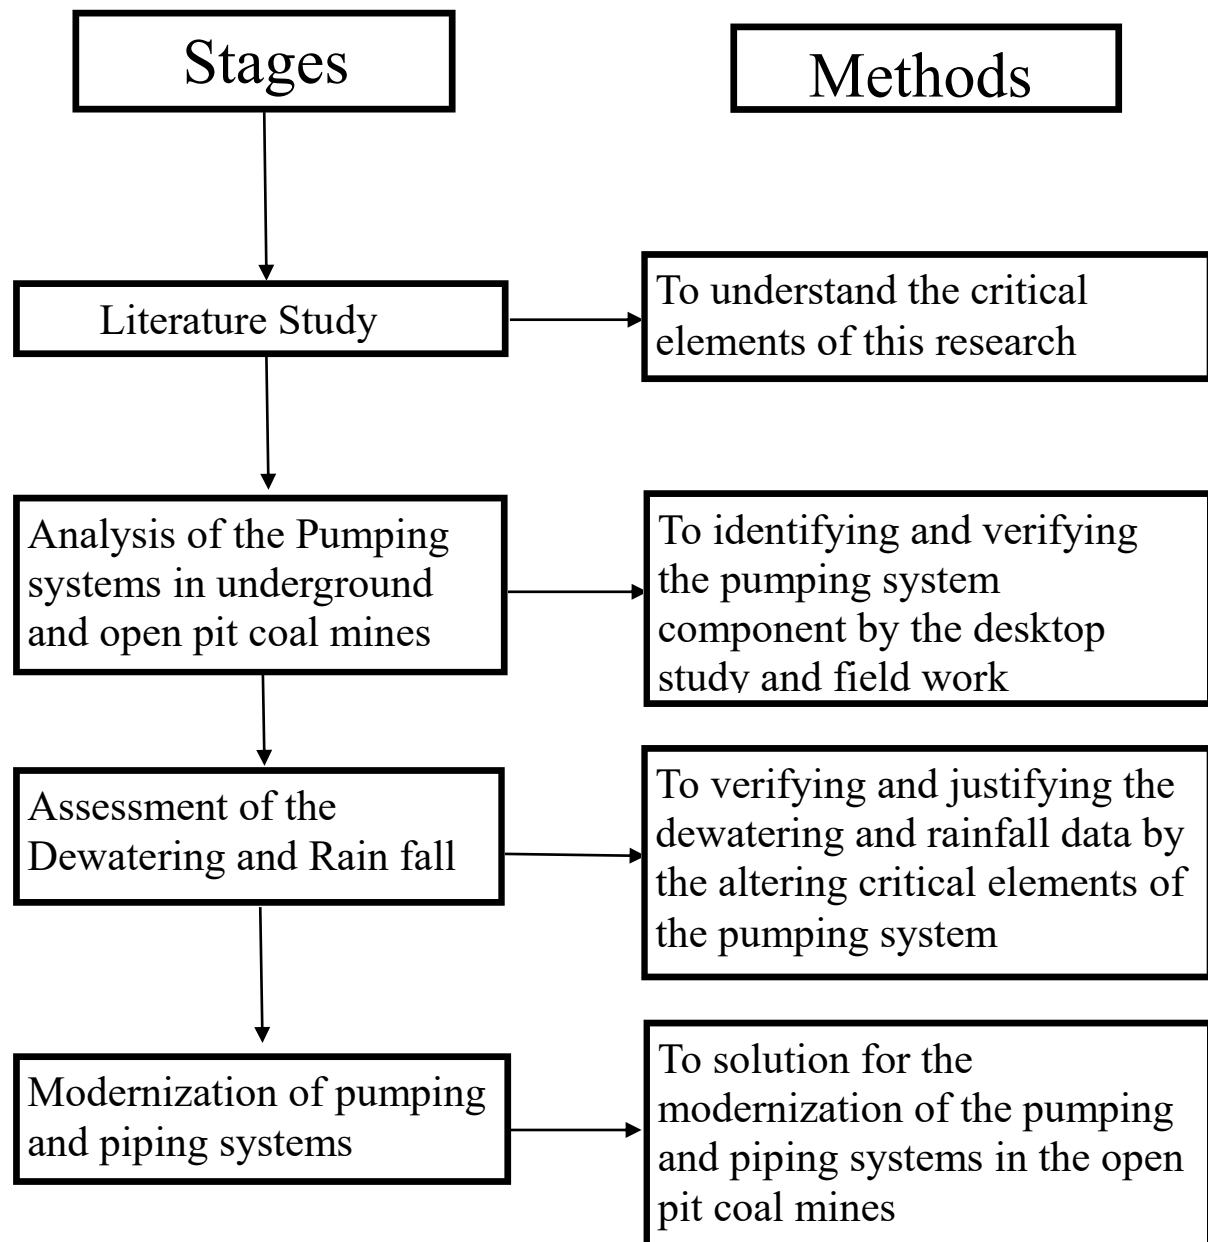 Stages
Methods
Literature Study
To understand the critical
elements of this research
Analysis of the Pumping
systems in underground
and open pit coal mines
To identifying and verifying
the pumping system
component by the desktop
study and field work
Assessment of the
Dewatering and Rain fall
To verifying and justifying the
dewatering and rainfall data by
the altering critical elements of
the pumping system
Modernization of pumping
and piping systems
To solution for the
modernization of the pumping
and piping systems in the open
pit coal mines